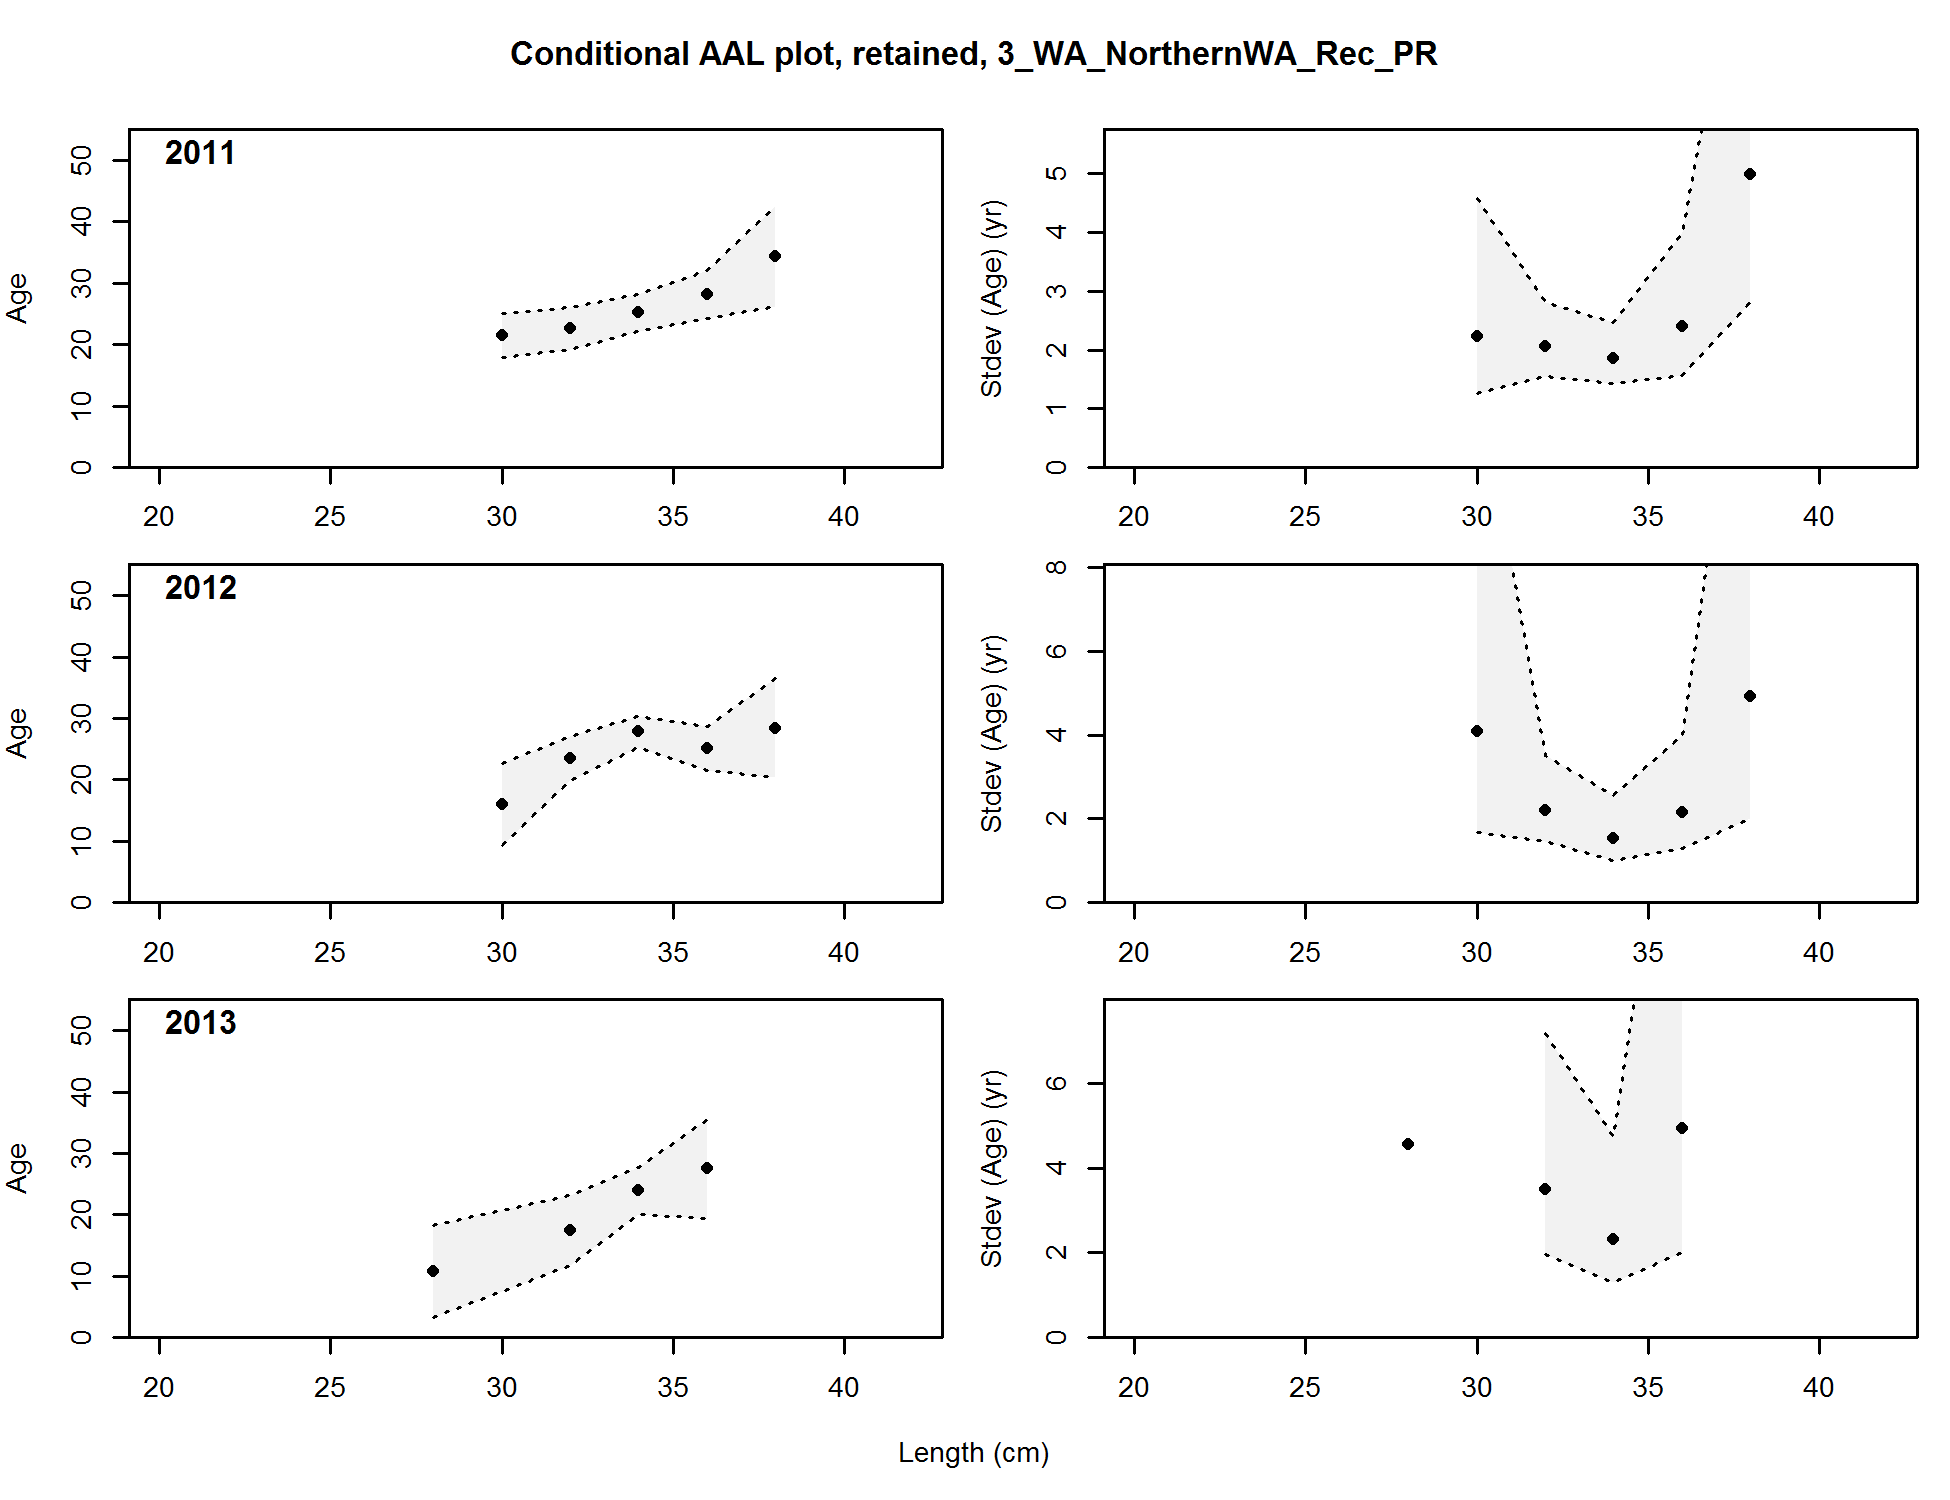 Conditional AAL plot, retained, 3_WA_NorthernWA_Rec_PR
2011
Age
0 10 20 30 40 50
20 25 30 35 40
Stdev (Age) (yr)
0 1 2 3 4 5
20 25 30 35 40
2012
Age
0 10 20 30 40 50
20 25 30 35 40
Stdev (Age) (yr)
0 2 4 6 8
20 25 30 35 40
2013
Age
0 10 20 30 40 50
20 25 30 35 40
Stdev (Age) (yr)
0 2 4 6
20 25 30 35 40
Length (cm)